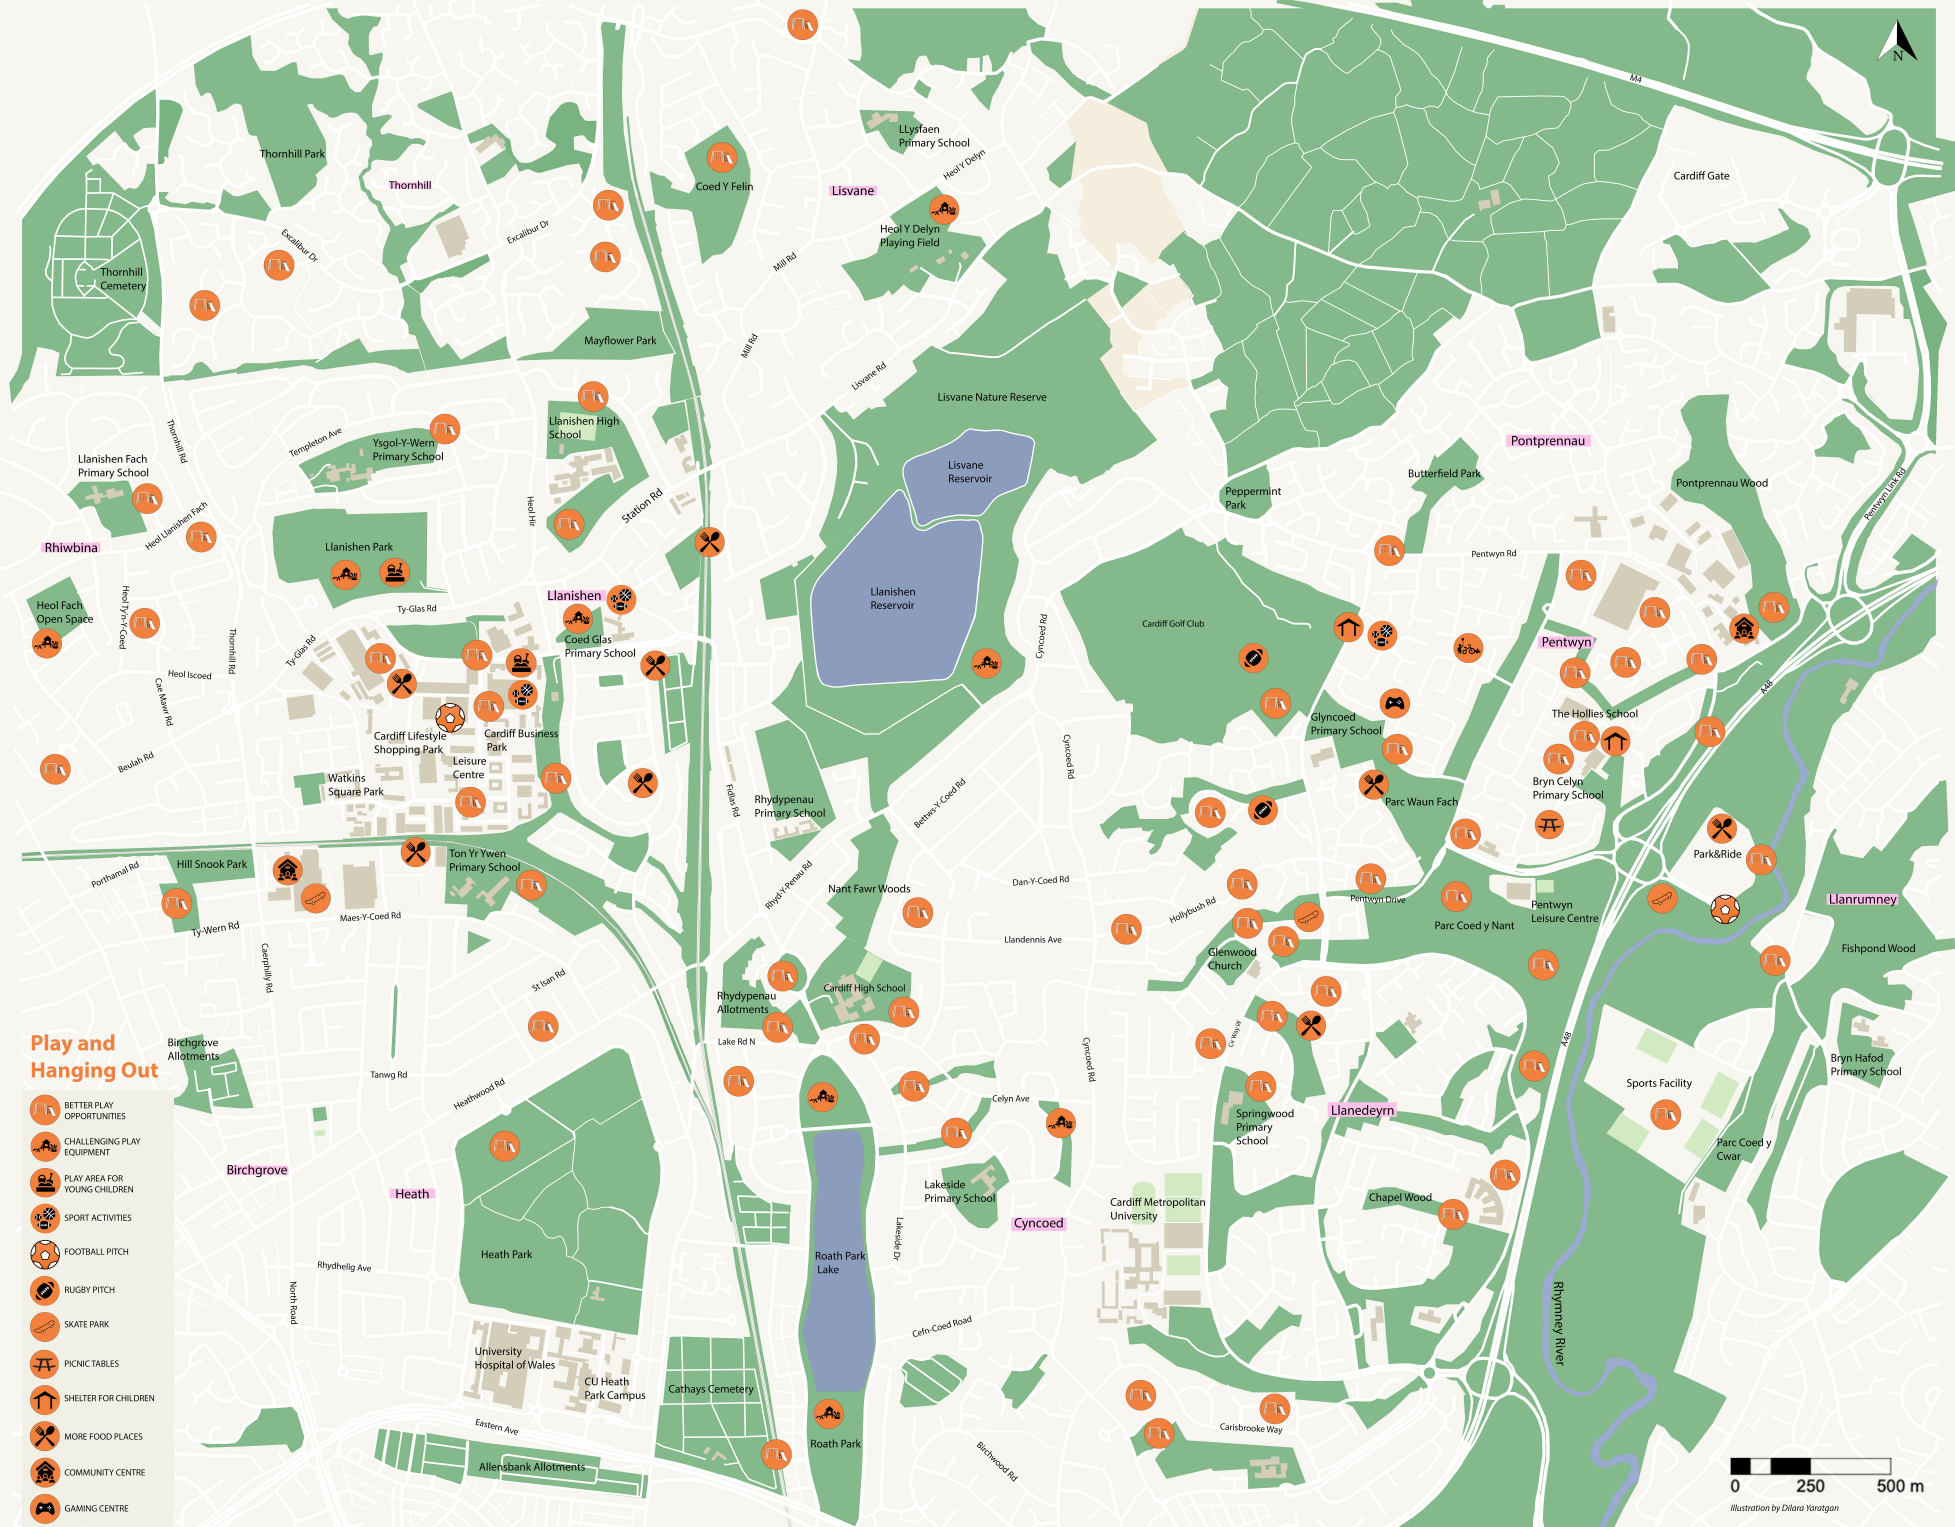 M4
N
LLysfaen
Primary School
Thornhill Park
Heol Y Delyn
Cardiff Gate
Thornhill
Coed Y Felin
Lisvane
Excalibur Dr
Excalibur Dr
Heol Y Delyn
Playing Field
Mill Rd
Thornhill
Cemetery
Mayflower Park
Mill Rd
Lisvane Rd
Lisvane Nature Reserve
Thornhill Rd
Templeton Ave
Ysgol-Y-Wern
Primary School
Llanishen High
School
Pontprennau
Llanishen Fach
Primary School
Lisvane
Reservoir
Butterfield Park
Pontprennau Wood
Peppermint
Park
Pentwyn Link Rd
Heol Hir
Station Rd
Heol Llanishen Fach
Rhiwbina
Llanishen Park
Pentwyn Rd
Llanishen
Llanishen
Reservoir
Heol Fach
Open Space
Heol Ty'n-Y-Coed
Ty-Glas Rd
Cardiff Golf Club
Cyncoed Rd
Thornhill Rd
Ty-Glas Rd
Coed Glas
Primary School
Pentwyn
Heol Iscoed
Cae Mawr Rd
A48
Glyncoed
Primary School
The Hollies School
Cardiff Lifestyle
Shopping Park
Cardiff Business
Park
Cyncoed Rd
Beulah Rd
Leisure
Centre
Watkins
Square Park
Bryn Celyn
Primary School
Fidlas Rd
Rhydypenau
Primary School
Bettws-Y-Coed Rd
Parc Waun Fach
Park&Ride
Porthamal Rd
Hill Snook Park
Ton Yr Ywen
Primary School
Rhyd-Y-Penau Rd
Nant Fawr Woods
Dan-Y-Coed Rd
Hollybush Rd
Pentwyn Drive
Llanrumney
Maes-Y-Coed Rd
Ty-Wern Rd
Pentwyn
Leisure Centre
Parc Coed y Nant
Llandennis Ave
Fishpond Wood
Caerphilly Rd
Glenwood
Church
St Isan Rd
Rhydypenau
Allotments
Cardiff High School
Play and
Hanging Out
Birchgrove
Allotments
Lake Rd N
Cir Way W
A48
Cyncoed Rd
Bryn Hafod
Primary School
Tanwg Rd
Heathwood Rd
Sports Facility
Celyn Ave
Springwood
Primary
School
Llanedeyrn
Parc Coed y
Cwar
BETTER PLAY
OPPORTUNITIES
CHALLENGING PLAY
EQUIPMENT
PLAY AREA FOR
YOUNG CHILDREN
SPORT ACTIVITIES
FOOTBALL PITCH
RUGBY PITCH
SKATE PARK
PICNIC TABLES
SHELTER FOR CHILDREN
MORE FOOD PLACES
COMMUNITY CENTRE
GAMING CENTRE
Birchgrove
Heath
Lakeside
Primary School
Cardiff Metropolitan
University
Chapel Wood
Cyncoed
Lakeside Dr
Heath Park
Roath Park
Lake
Rhydhelig Ave
North Road
Rhymney River
Cefn-Coed Road
University
Hospital of Wales
CU Heath
Park Campus
Cathays Cemetery
Eastern Ave
Carisbrooke Way
Roath Park
Birchwood Rd
Allensbank Allotments
0 250 500 m
Illustration by Dilara Yaratgan